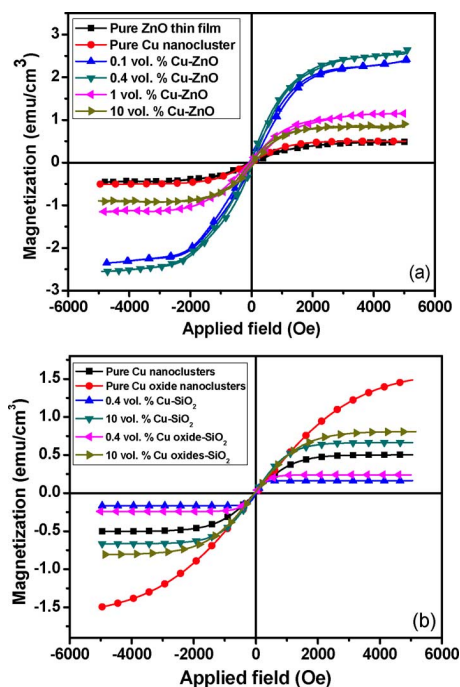 Pure ZnO thin film
Pure Cu nanocluster
0.1 vol. % Cu-ZnO
0.4 vol. % Cu-ZnO
1 vol. % Cu-ZnO
10 vol. % Cu-ZnO
3
2
1
0
-1
-2
-3
Magnetization (emu/cm³)
(a)
-6000 -4000 -2000 0 2000 4000 6000
Applied field (Oe)
Pure Cu nanoclusters
Pure Cu oxide nanoclusters
0.4 vol. % Cu-SiO₂
10 vol. % Cu-SiO₂
0.4 vol. % Cu oxide-SiO₂
10 vol. % Cu oxides-SiO₂
1.5
1.0
0.5
0.0
-0.5
-1.0
-1.5
Magnetization (emu/cm³)
(b)
-6000 -4000 -2000 0 2000 4000 6000
Applied field (Oe)